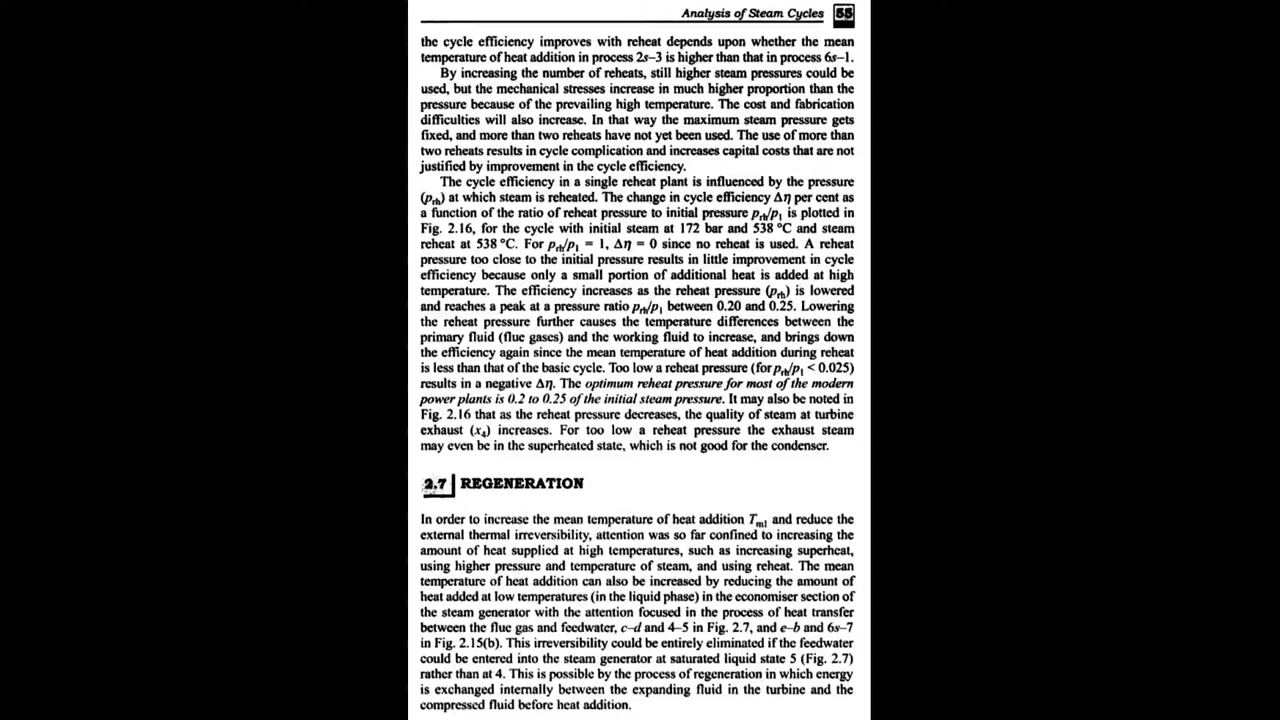 Analysis of Steam Cycles 55
the cycle efficiency improves with reheat depends upon whether the mean
temperature of heat addition in process 2s–3 is higher than that in process 6s–1.
By increasing the number of reheats, still higher steam pressures could be
used, but the mechanical stresses increase in much higher proportion than the
pressure because of the prevailing high temperature. The cost and fabrication
difficulties will also increase. In that way the maximum steam pressure gets
fixed, and more than two reheats have not yet been used. The use of more than
two reheats results in cycle complication and increases capital costs that are not
justified by improvement in the cycle efficiency.
The cycle efficiency in a single reheat plant is influenced by the pressure
(prh) at which steam is reheated. The change in cycle efficiency Δη per cent as
a function of the ratio of reheat pressure to initial pressure prh/p1 is plotted in
Fig. 2.16, for the cycle with initial steam at 172 bar and 538 °C and steam
reheat at 538 °C. For prh/p1 = 1, Δη = 0 since no reheat is used. A reheat
pressure too close to the initial pressure results in little improvement in cycle
efficiency because only a small portion of additional heat is added at high
temperature. The efficiency increases as the reheat pressure (prh) is lowered
and reaches a peak at a pressure ratio prh/p1 between 0.20 and 0.25. Lowering
the reheat pressure further causes the temperature differences between the
primary fluid (flue gases) and the working fluid to increase, and brings down
the efficiency again since the mean temperature of heat addition during reheat
is less than that of the basic cycle. Too low a reheat pressure (for prh/p1 < 0.025)
results in a negative Δη. The optimum reheat pressure for most of the modern
power plants is 0.2 to 0.25 of the initial steam pressure. It may also be noted in
Fig. 2.16 that as the reheat pressure decreases, the quality of steam at turbine
exhaust (x4) increases. For too low a reheat pressure the exhaust steam
may even be in the superheated state, which is not good for the condenser.
2.7 REGENERATION
In order to increase the mean temperature of heat addition Tm1 and reduce the
external thermal irreversibility, attention was so far confined to increasing the
amount of heat supplied at high temperatures, such as increasing superheat,
using higher pressure and temperature of steam, and using reheat. The mean
temperature of heat addition can also be increased by reducing the amount of
heat added at low temperatures (in the liquid phase) in the economiser section of
the steam generator with the attention focused in the process of heat transfer
between the flue gas and feedwater, c–d and 4–5 in Fig. 2.7, and e–b and 6s–7
in Fig. 2.15(b). This irreversibility could be entirely eliminated if the feedwater
could be entered into the steam generator at saturated liquid state 5 (Fig. 2.7)
rather than at 4. This is possible by the process of regeneration in which energy
is exchanged internally between the expanding fluid in the turbine and the
compressed fluid before heat addition.